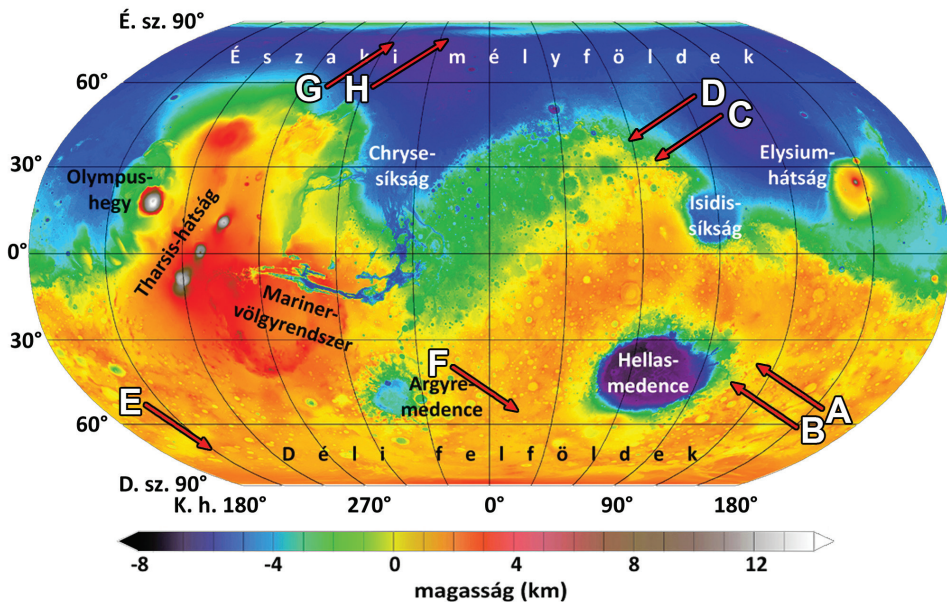 É. sz. 90°
É s z a k i m é l y f ö l d e k
G
H
60°
D
C
30°
Chryse-
síkság
Elysium-
hátság
Olympus-
hegy
Isidis-
síkság
Tharsis-hátság
0°
Mariner-
völgyrendszer
30°
F
Hellas-
medence
E
Argyre-
medence
A
B
60°
D é l i f e l f ö l d e k
D. sz. 90°
K. h. 180° 270° 0° 90° 180°
-8 -4 0 4 8 12
magasság (km)